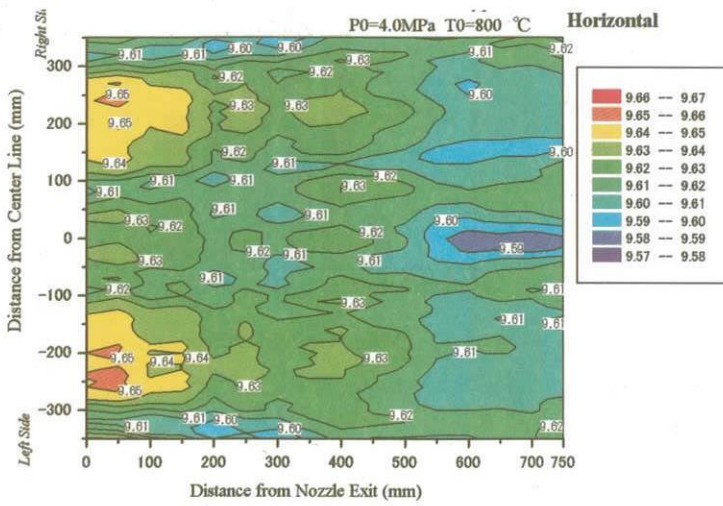 P0=4.0MPa T0=800 ℃
Horizontal
Right Si
Distance from Center Line (mm)
Left Side
300
200
100
0
-100
-200
-300
0
100
200
300
400
500
600
700
750
Distance from Nozzle Exit (mm)
9.66 --- 9.67
9.65 --- 9.66
9.64 --- 9.65
9.63 --- 9.64
9.62 --- 9.63
9.61 --- 9.62
9.60 --- 9.61
9.59 --- 9.60
9.58 --- 9.59
9.57 --- 9.58
9.61 9.61 9.60 9.60 9.61 9.62
9.61
9.65 9.62 9.62
9.63 9.63 9.60
9.65
9.64 9.62 9.61 9.60
9.61 9.61 9.61 9.63
9.63 9.61 9.61 9.60
9.62 9.62 9.62 9.59
9.63 9.61 9.61
9.62 9.61 9.63
9.61 9.61
9.65 9.64 9.64 9.61
9.65 9.63 9.63
9.61 9.60 9.62
9.61 9.60 9.62